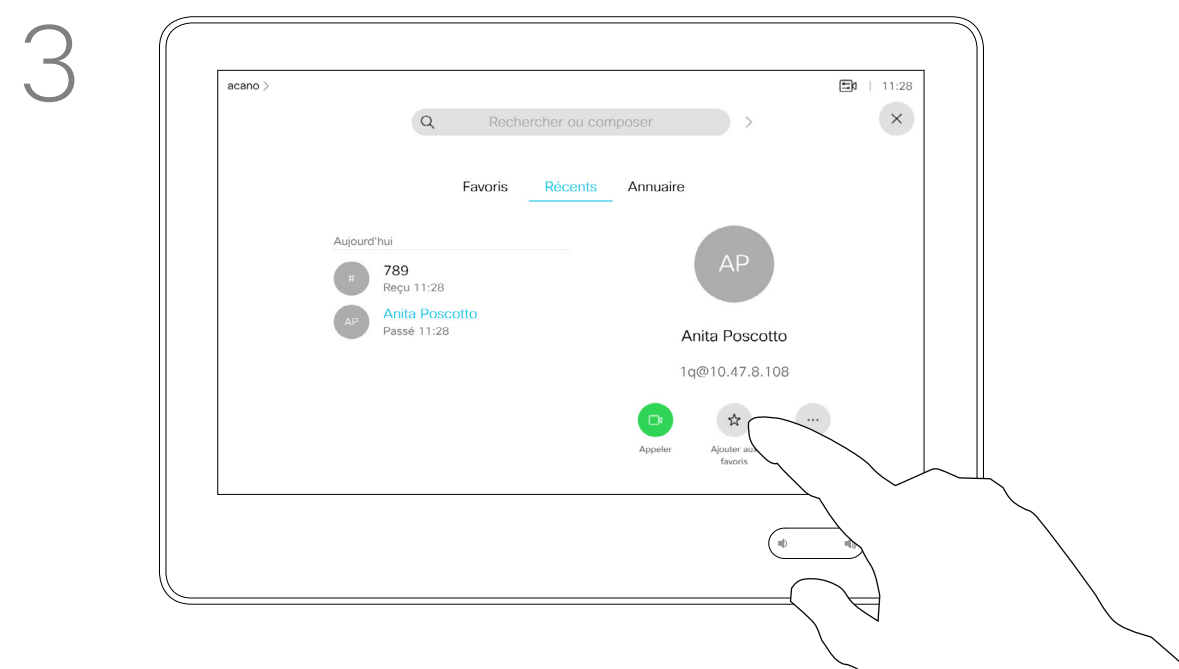 3
acano >
11:28
Rechercher ou composer
Favoris Récents Annuaire
Aujourd'hui
# 789
Reçu 11:28
AP Anita Poscotto
Passé 11:28
AP
Anita Poscotto
1q@10.47.8.108
Appeler
Ajouter aux
favoris